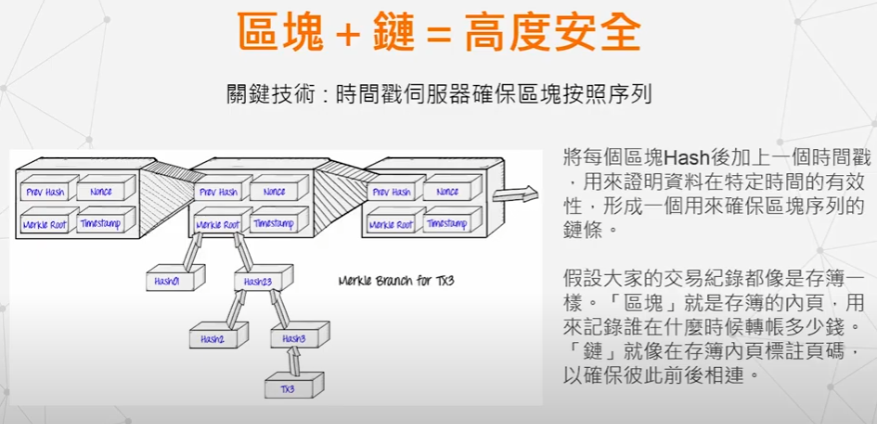 區塊 + 鏈 = 高度安全
關鍵技術 : 時間戳伺服器確保區塊按照序列
Prev Hash Nonce Prev Hash Nonce Prev Hash Nonce
Merkle Root Timestamp Merkle Root Timestamp Merkle Root Timestamp
Hash01 Hash23 Merkle Branch for Tx3
Hash2 Hash3
Tx3
將每個區塊Hash後加上一個時間戳
，用來證明資料在特定時間的有效
性，形成一個用來確保區塊序列的
鏈條。
假設大家的交易紀錄都像是存簿一
樣。「區塊」就是存簿的內頁，用
來記錄誰在什麼時候轉帳多少錢。
「鏈」就像在存簿內頁標註頁碼，
以確保彼此前後相連。